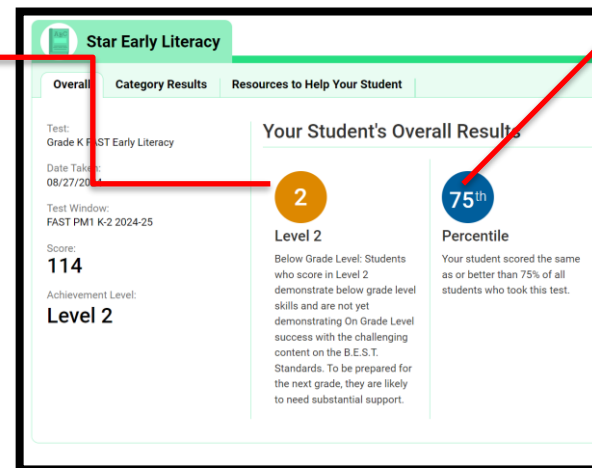 Star Early Literacy
Overall
Category Results
Resources to Help Your Student
Test:
Grade K FAST Early Literacy
Date Taken:
08/27/2024
Test Window:
FAST PM1 K-2 2024-25
Score:
114
Achievement Level:
Level 2
Your Student's Overall Results
2
Level 2
Below Grade Level: Students
who score in Level 2
demonstrate below grade level
skills and are not yet
demonstrating On Grade Level
success with the challenging
content on the B.E.S.T.
Standards. To be prepared for
the next grade, they are likely
to need substantial support.
75th
Percentile
Your student scored the same
as or better than 75% of all
students who took this test.